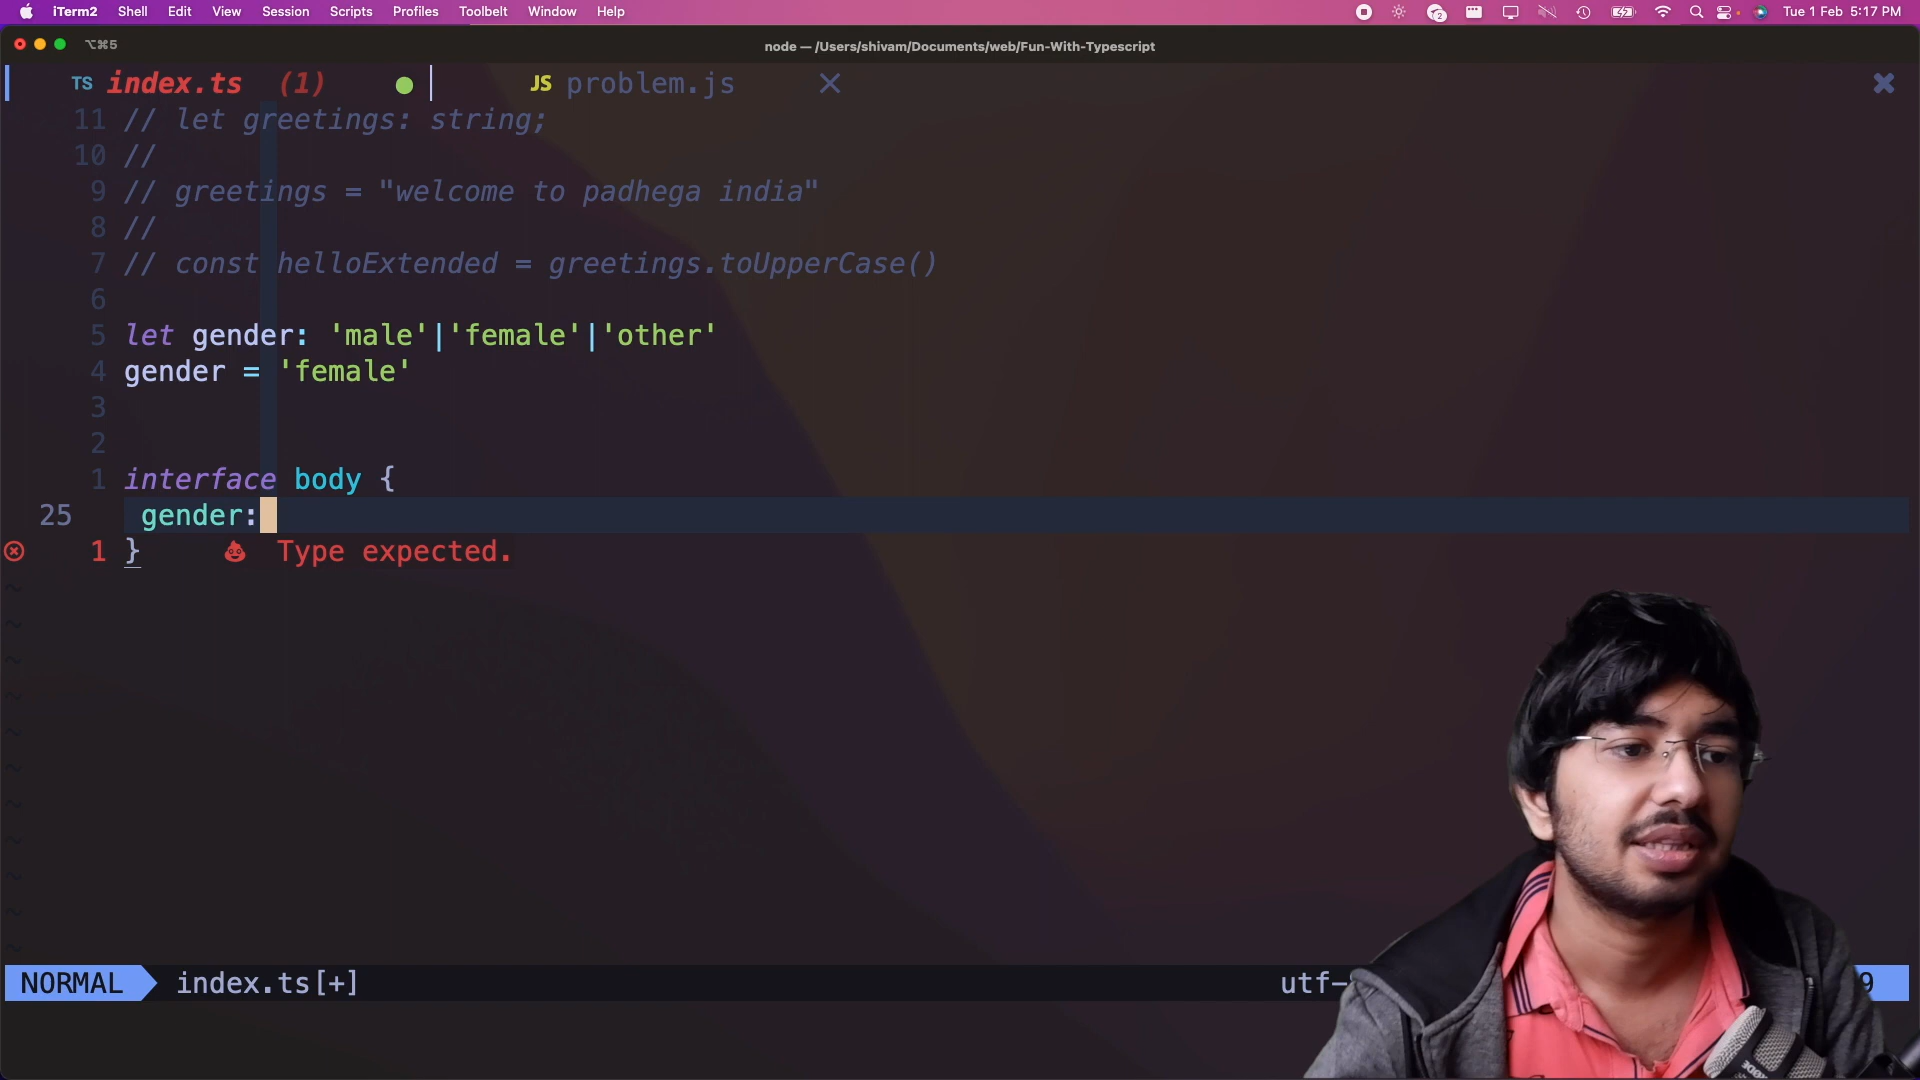 iTerm2 Shell Edit View Session Scripts Profiles Toolbelt Window Help 2 Tue 1 Feb 5:17 PM
⌥⌘5 node — /Users/shivam/Documents/web/Fun-With-Typescript
TS index.ts (1) JS problem.js
11 // let greetings: string;
10 //
9 // greetings = "welcome to padhega india"
8 //
7 // const helloExtended = greetings.toUpperCase()
6
5 let gender: 'male'|'female'|'other'
4 gender = 'female'
3
2
1 interface body {
25 gender:
1 } Type expected.
~
~
~
~
~
~
~
~
~
~
~
NORMAL index.ts[+] utf- 9